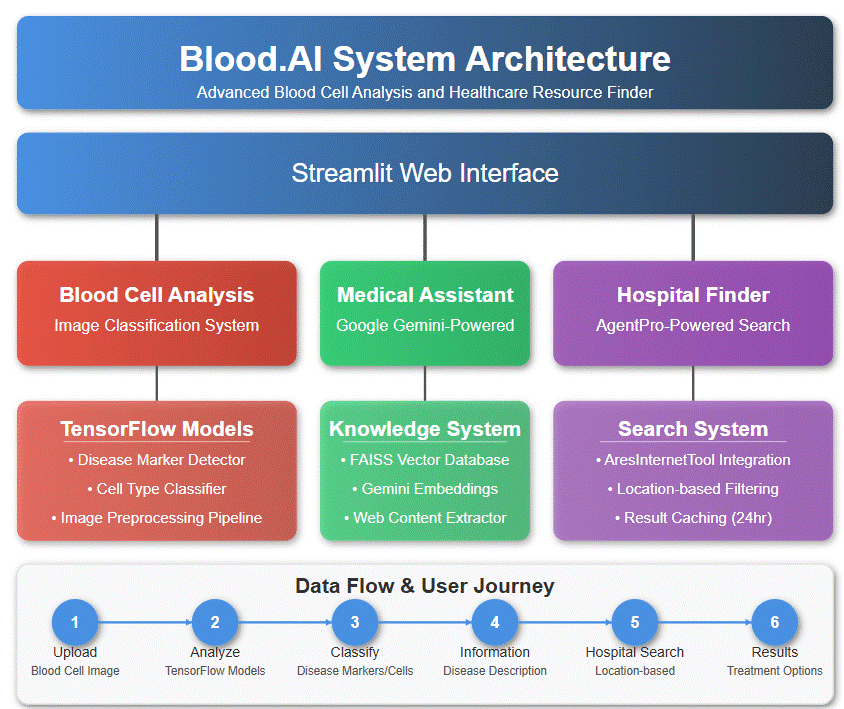 Blood.AI System Architecture
Advanced Blood Cell Analysis and Healthcare Resource Finder
Streamlit Web Interface
Blood Cell Analysis
Image Classification System
Medical Assistant
Google Gemini-Powered
Hospital Finder
AgentPro-Powered Search
TensorFlow Models
• Disease Marker Detector
• Cell Type Classifier
• Image Preprocessing Pipeline
Knowledge System
• FAISS Vector Database
• Gemini Embeddings
• Web Content Extractor
Search System
• AresInternetTool Integration
• Location-based Filtering
• Result Caching (24hr)
Data Flow & User Journey
1
Upload
Blood Cell Image
2
Analyze
TensorFlow Models
3
Classify
Disease Markers/Cells
4
Information
Disease Description
5
Hospital Search
Location-based
6
Results
Treatment Options